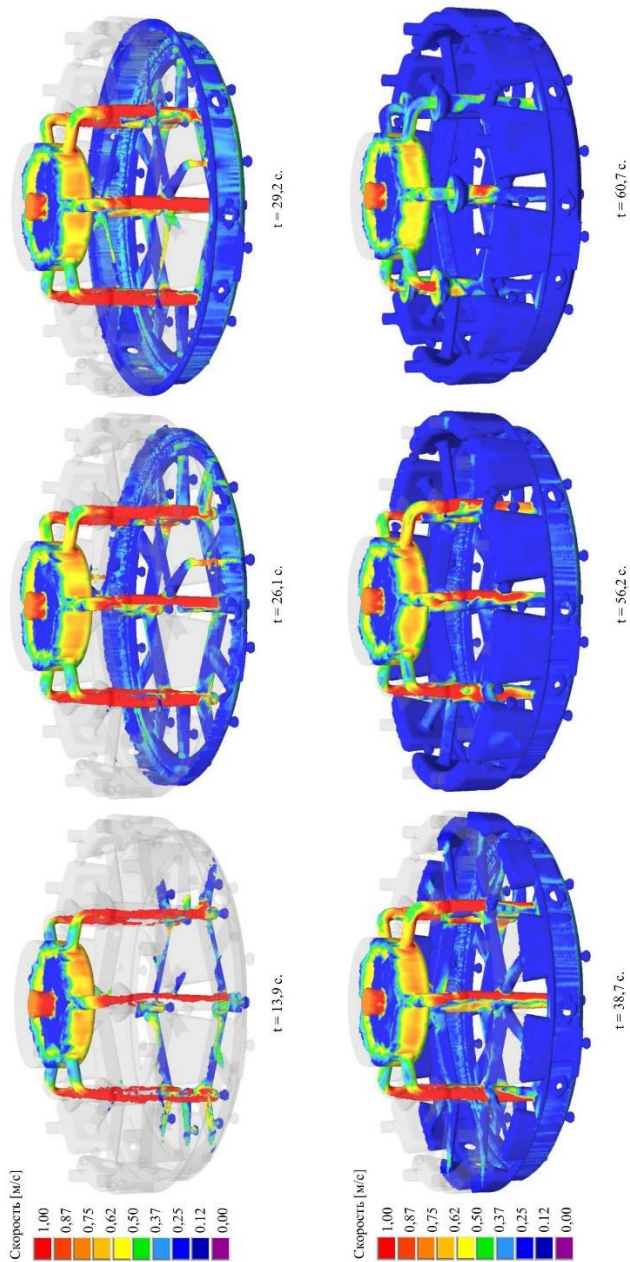 Скорость [м/с]
1,00
0,87
0,75
0,62
0,50
0,37
0,25
0,12
0,00
t = 13,9 с.
t = 26,1 с.
t = 29,2 с.
Скорость [м/с]
1,00
0,87
0,75
0,62
0,50
0,37
0,25
0,12
0,00
t = 38,7 с.
t = 56,2 с.
t = 60,7 с.